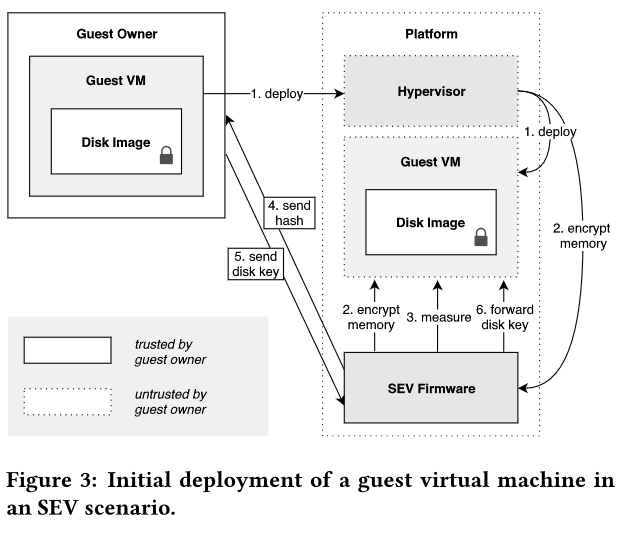 Guest Owner
Guest VM
Disk Image
1. deploy
Platform
Hypervisor
1. deploy
Guest VM
Disk Image
2. encrypt
memory
4. send
hash
5. send
disk key
2. encrypt
memory
3. measure
6. forward
disk key
SEV Firmware
trusted by
guest owner
untrusted by
guest owner
Figure 3: Initial deployment of a guest virtual machine in
an SEV scenario.